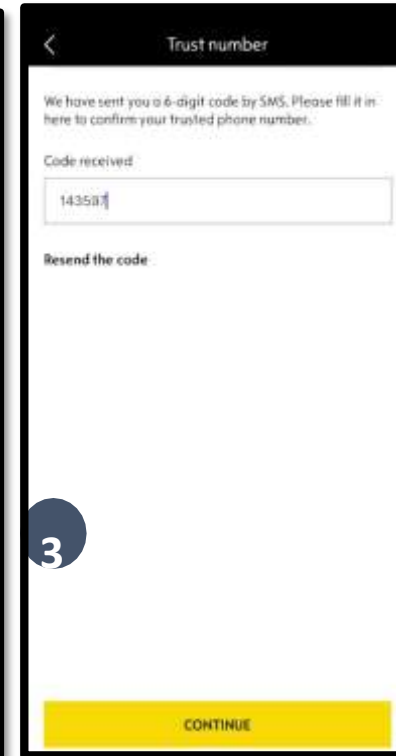 Trust number
We have sent you a 6-digit code by SMS. Please fill it in
here to confirm your trusted phone number.
Code received
143587
Resend the code
3
CONTINUE